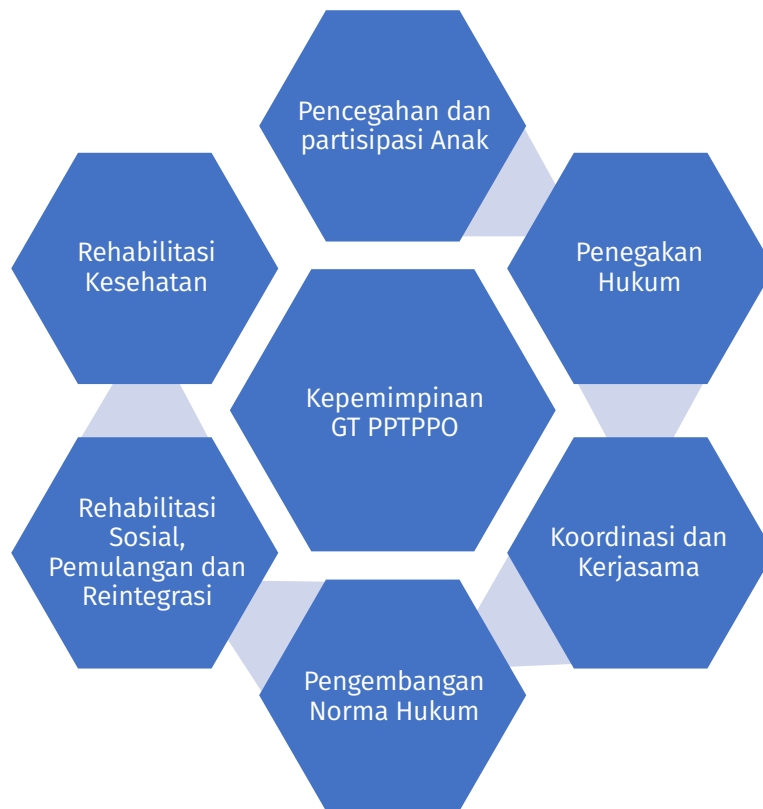 Pencegahan dan
partisipasi Anak
Rehabilitasi
Kesehatan
Penegakan
Hukum
Kepemimpinan
GT PPTPPO
Rehabilitasi
Sosial,
Pemulangan dan
Reintegrasi
Koordinasi dan
Kerjasama
Pengembangan
Norma Hukum